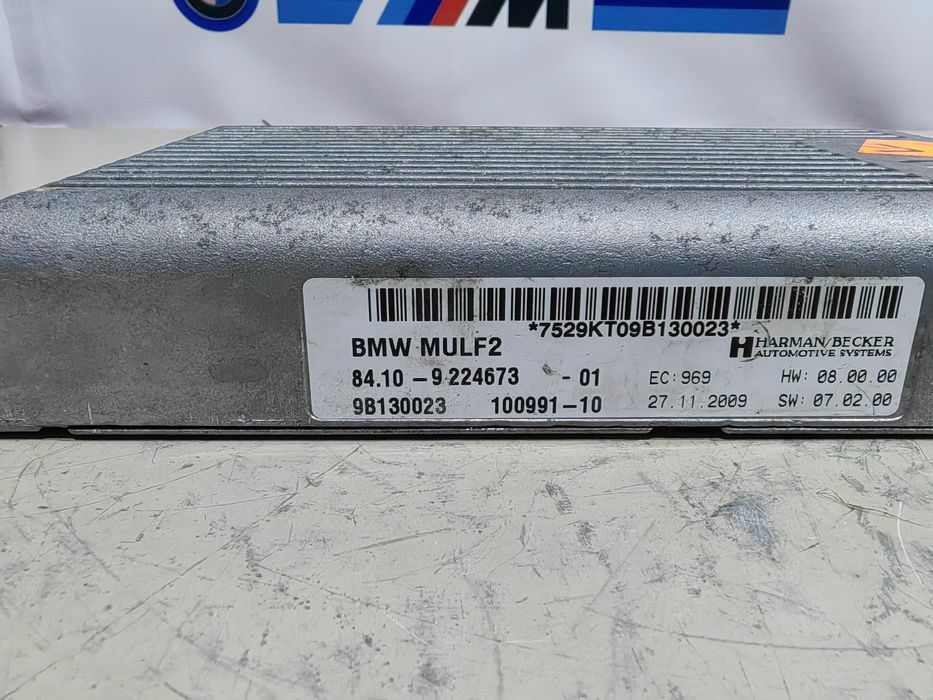 M
*7529KT09B130023*
BMW MULF2
HARMAN/BECKER
AUTOMOTIVE SYSTEMS
84.10 - 9 224673 - 01 EC: 969 HW: 08.00.00
9B130023 100991-10 27.11.2009 SW: 07.02.00